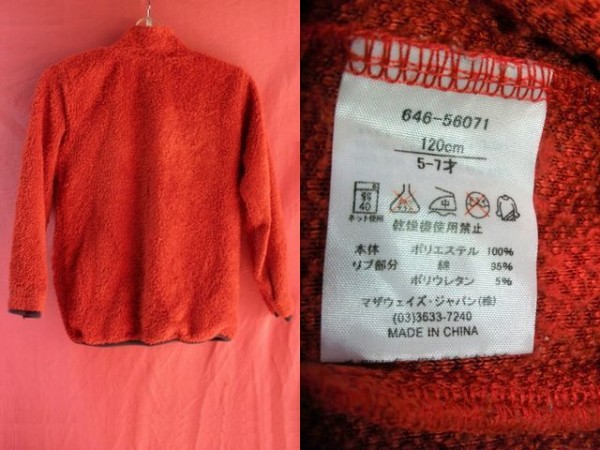 646-56071
120cm
5-7才
弱
40
中
ネット使用
乾燥機使用禁止
本体 ポリエステル 100%
リブ部分 綿 95%
ポリウレタン 5%
マザウェイズ・ジャパン(株)
(03)3633-7240
MADE IN CHINA